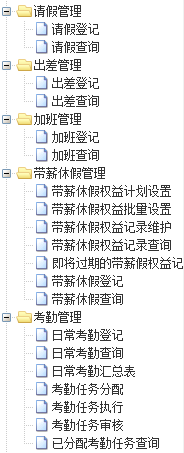 请假管理
请假登记
请假查询
出差管理
出差登记
出差查询
加班管理
加班登记
加班查询
带薪休假管理
带薪休假权益计划设置
带薪休假权益批量设置
带薪休假权益记录维护
带薪休假权益记录查询
即将过期的带薪假权益记
带薪休假登记
带薪休假查询
考勤管理
日常考勤登记
日常考勤查询
日常考勤汇总表
考勤任务分配
考勤任务执行
考勤任务审核
已分配考勤任务查询